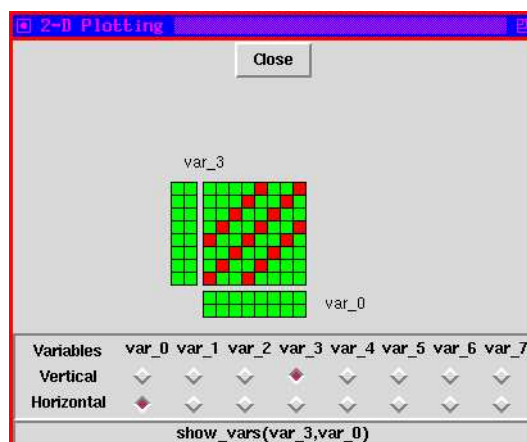 2-D Plotting
Close
var_3
var_0
Variables var_0 var_1 var_2 var_3 var_4 var_5 var_6 var_7
Vertical
Horizontal
show_vars(var_3,var_0)